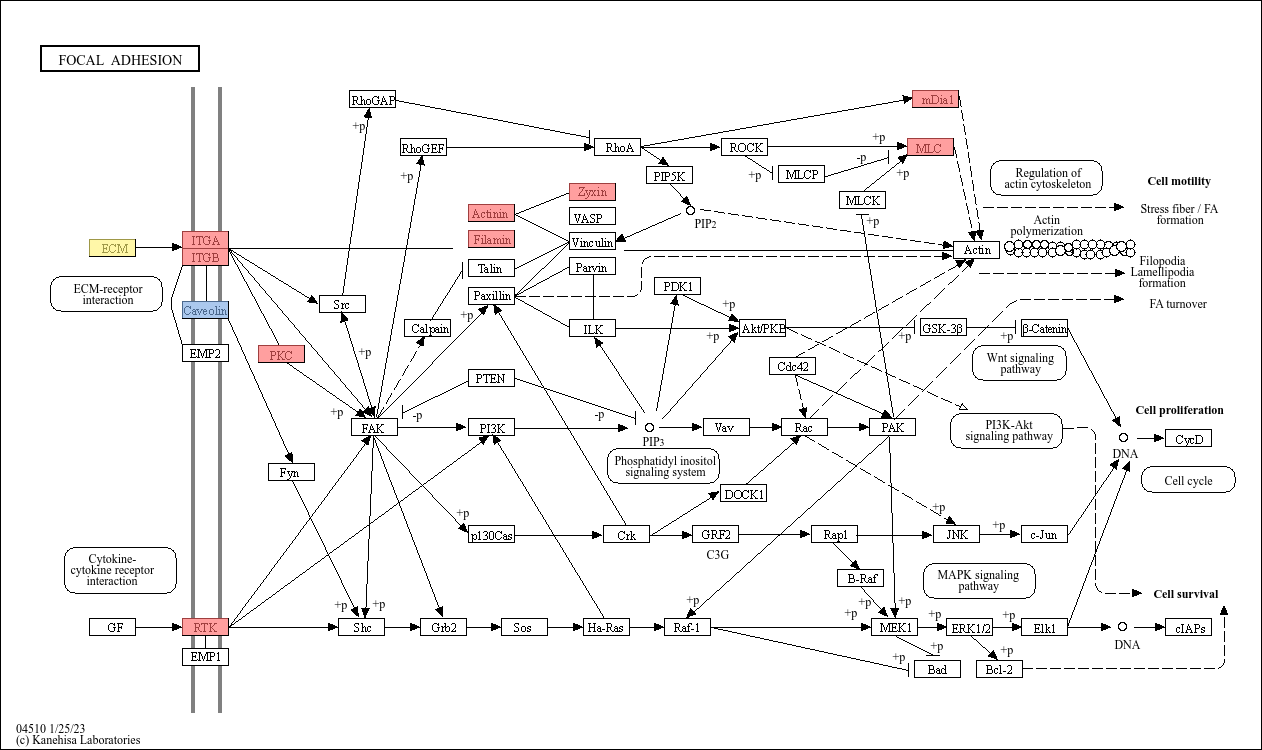 FOCAL ADHESION
RhoGAP
mDia1
+p
RhoGEF
RhoA
ROCK
+p
MLC
-p
+p
+p
MLCP
+p
PIP5K
Regulation of
actin cytoskeleton
Cell motility
Zyxin
MLCK
Actinin
VASP
PIP2
+p
Stress fiber / FA
formation
Actin
polymerization
ITGA
ECM
Filamin
Vinculin
Actin
ITGB
Talin
Parvin
Filopodia
Lamellipodia
formation
ECM-receptor
interaction
Paxillin
PDK1
Src
+p
+p
FA turnover
Caveolin
Calpain
ILK
+p
Akt/PKB
+p
GSK-3β
+p
β-Catenin
EMP2
PKC
+p
Wnt signaling
pathway
Cdc42
PTEN
+p
-p
-p
Cell proliferation
FAK
PI3K
PIP3
Vav
Rac
PAK
PI3K-Akt
signaling pathway
CycD
DNA
Phosphatidyl inositol
signaling system
Fyn
Cell cycle
DOCK1
+p
+p
+p
p130Cas
Crk
GRF2
Rap1
JNK
c-Jun
C3G
Cytokine-
cytokine receptor
interaction
B-Raf
MAPK signaling
pathway
Cell survival
+p
+p
+p
+p
+p
+p
+p
+p
GF
RTK
Shc
Grb2
Sos
Ha-Ras
Raf-1
MEK1
ERK1/2
Elk1
DNA
cIAPs
+p
+p
+p
EMP1
Bad
Bcl-2
04510 1/25/23
(c) Kanehisa Laboratories